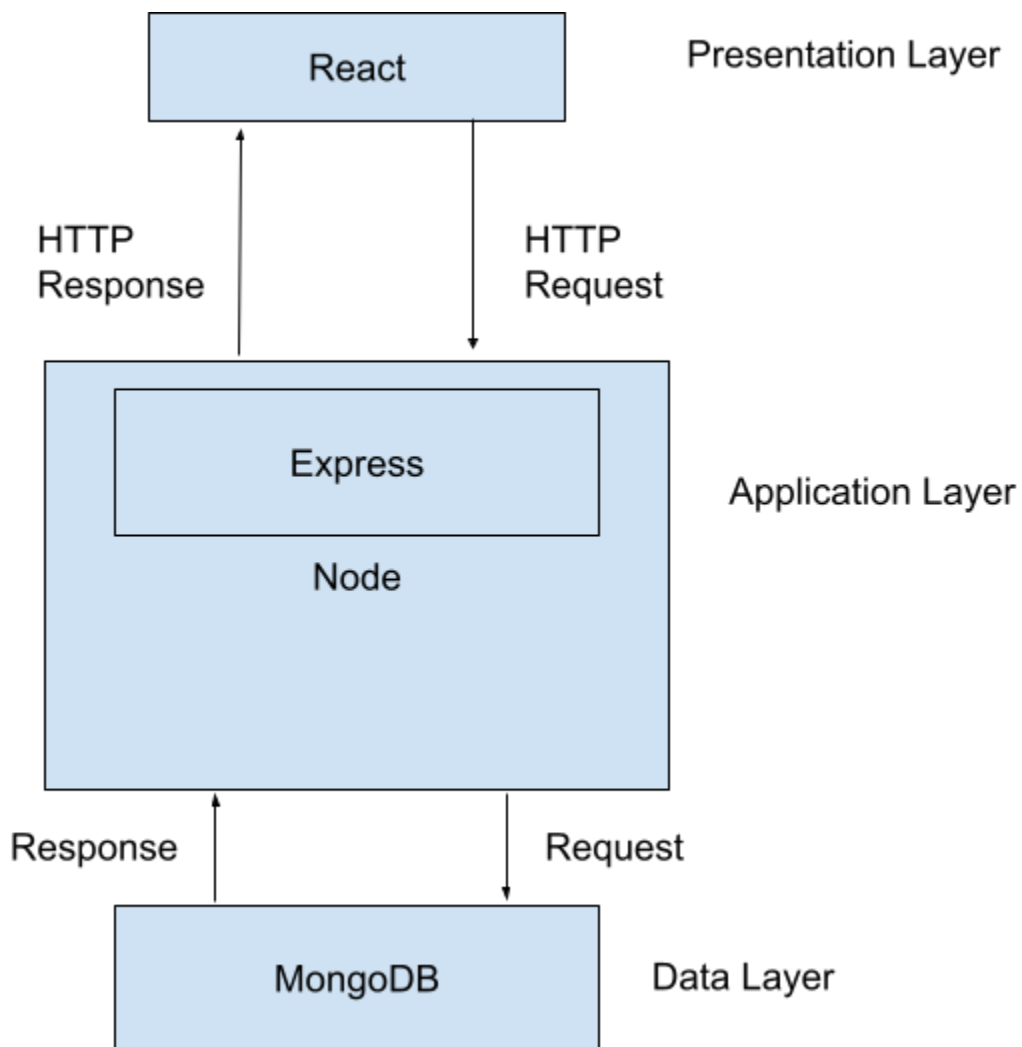 React
Presentation Layer
HTTP
Response
HTTP
Request
Express
Application Layer
Node
Response
Request
MongoDB
Data Layer